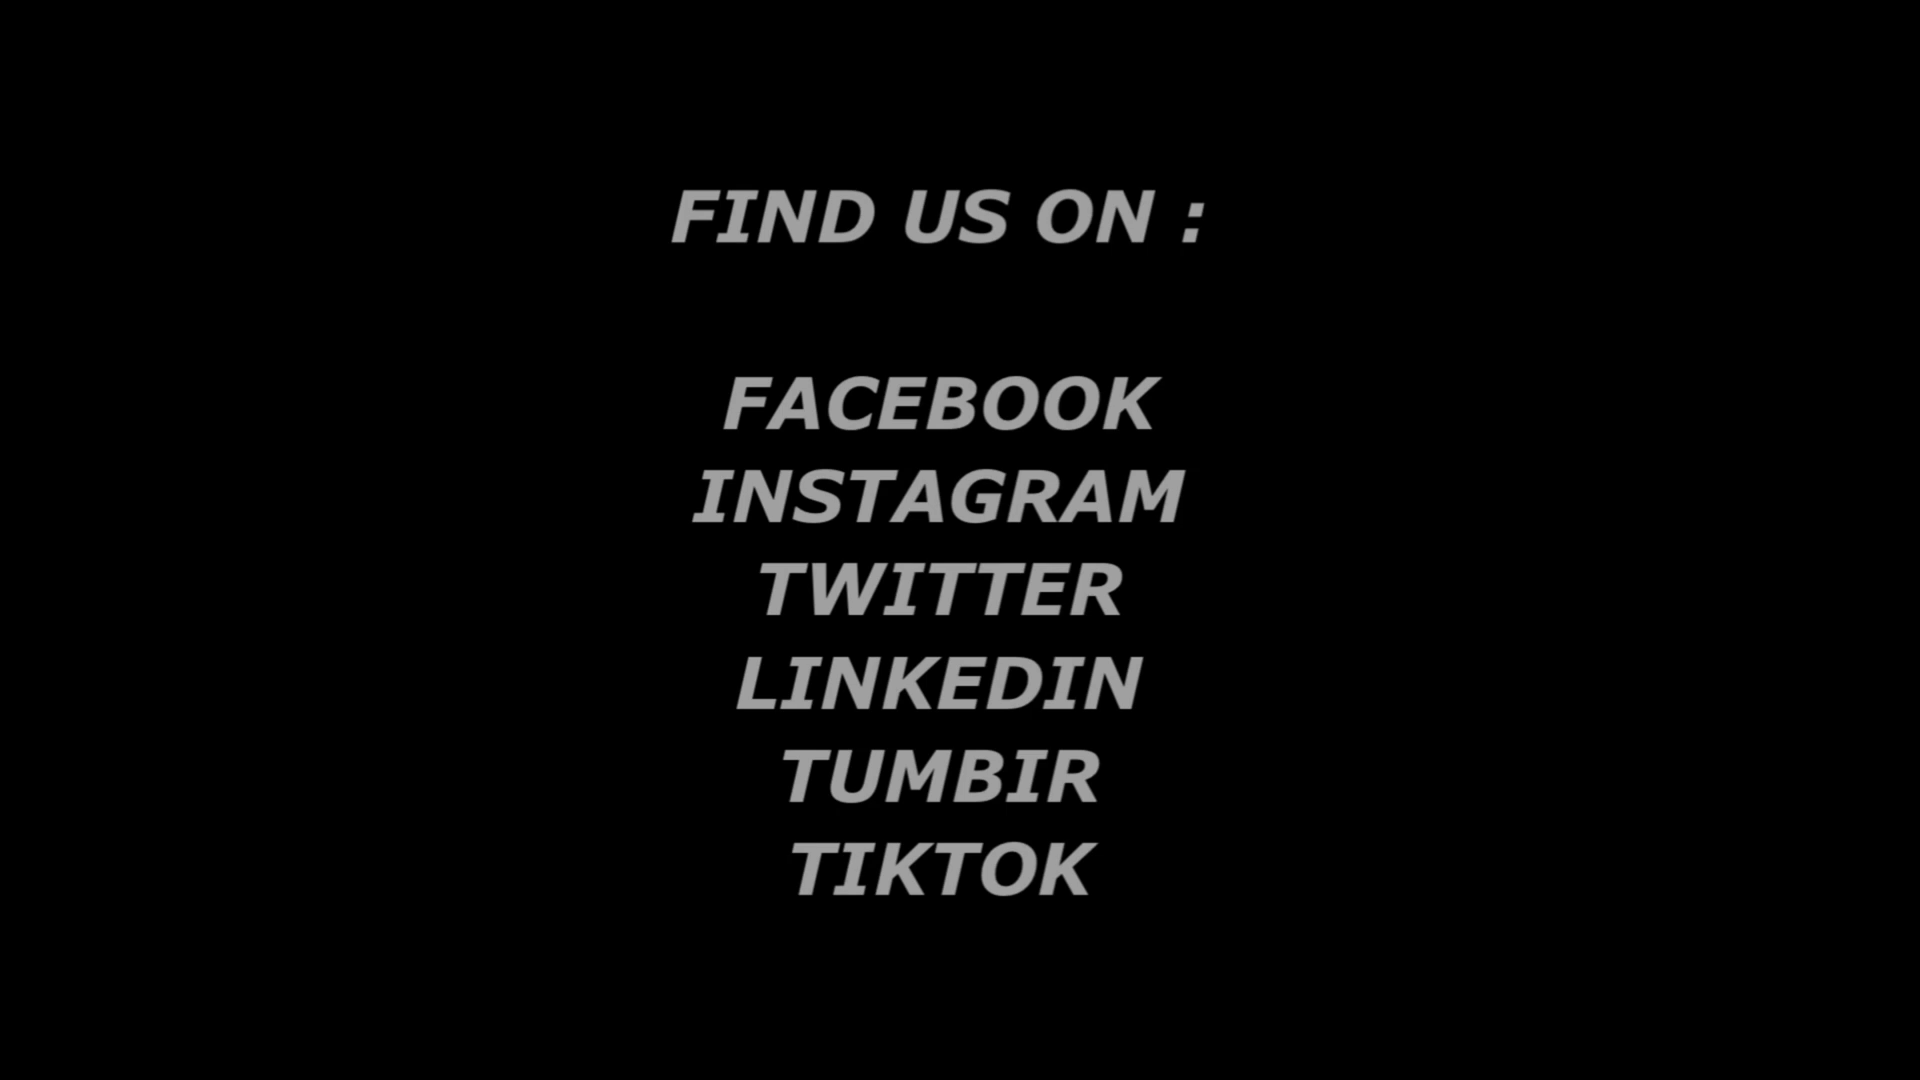 FIND US ON :
FACEBOOK
INSTAGRAM
TWITTER
LINKEDIN
TUMBIR
TIKTOK